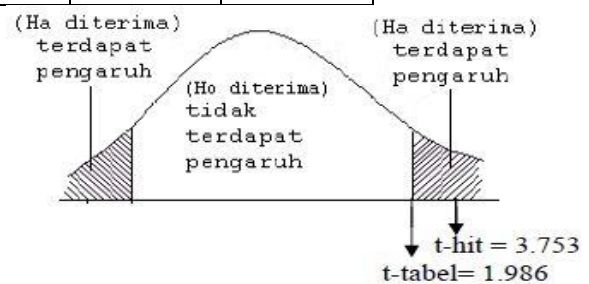 (Ha diterima)
terdapat
pengaruh
(Ho diterima)
tidak
terdapat
pengaruh
(Ha diterina)
terdapat
pengaruh
t-hit = 3.753
t-tabel= 1.986